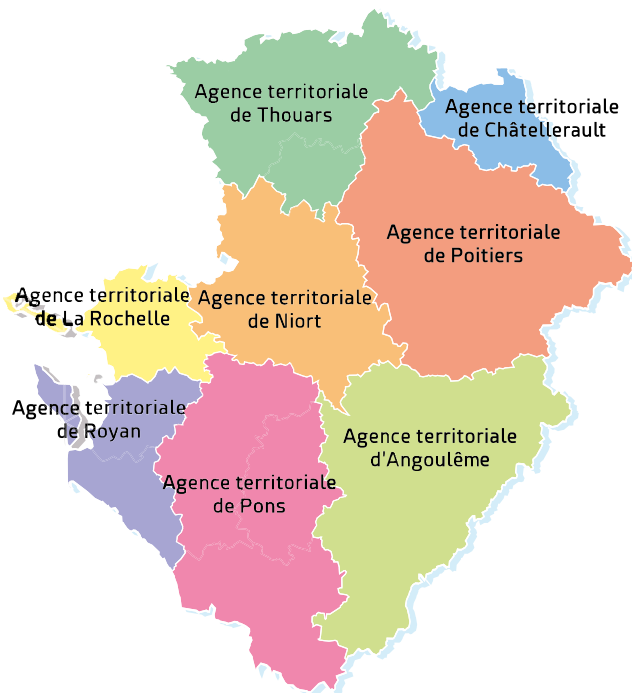 Agence territoriale
de Thouars
Agence territoriale
de Châtellerault
Agence territoriale
de Poitiers
Agence territoriale
de La Rochelle
Agence territoriale
de Niort
Agence territoriale
de Royan
Agence territoriale
d'Angoulême
Agence territoriale
de Pons